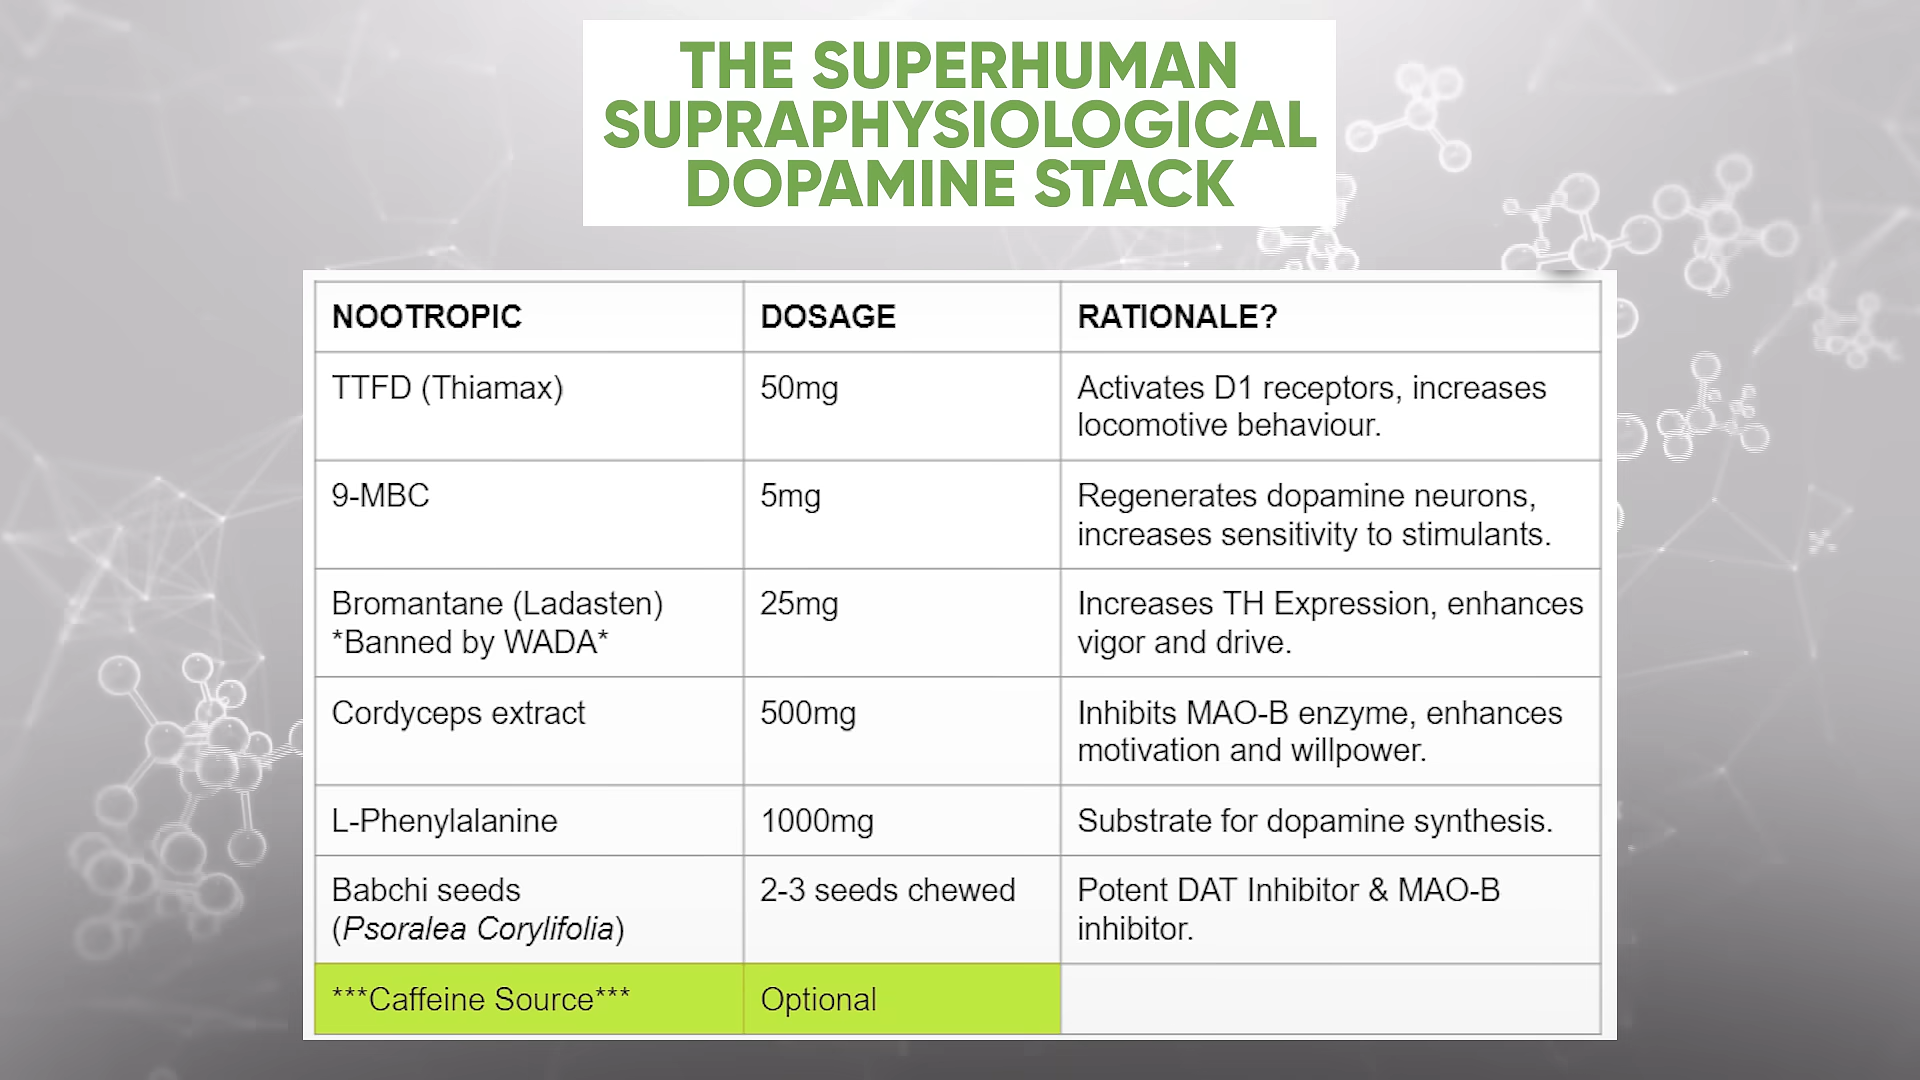 THE SUPERHUMAN
SUPRAPHYSIOLOGICAL
DOPAMINE STACK
NOOTROPIC
DOSAGE
RATIONALE?
TTFD (Thiamax)
50mg
Activates D1 receptors, increases
locomotive behaviour.
9-MBC
5mg
Regenerates dopamine neurons,
increases sensitivity to stimulants.
Bromantane (Ladasten)
*Banned by WADA*
25mg
Increases TH Expression, enhances
vigor and drive.
Cordyceps extract
500mg
Inhibits MAO-B enzyme, enhances
motivation and willpower.
L-Phenylalanine
1000mg
Substrate for dopamine synthesis.
Babchi seeds
(Psoralea Corylifolia)
2-3 seeds chewed
Potent DAT Inhibitor & MAO-B
inhibitor.
***Caffeine Source***
Optional